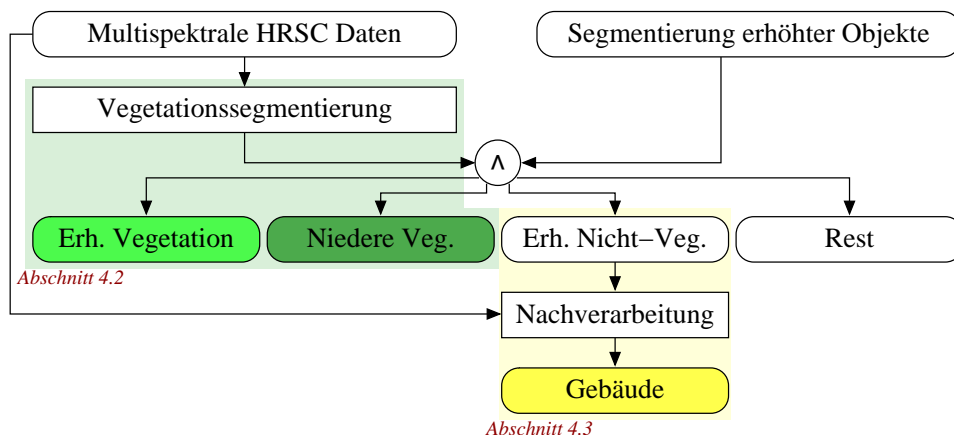 Multispektrale HRSC Daten
Segmentierung erhöhter Objekte
Vegetationssegmentierung
∧
Erh. Vegetation
Niedere Veg.
Erh. Nicht−Veg.
Rest
Abschnitt 4.2
Nachverarbeitung
Gebäude
Abschnitt 4.3